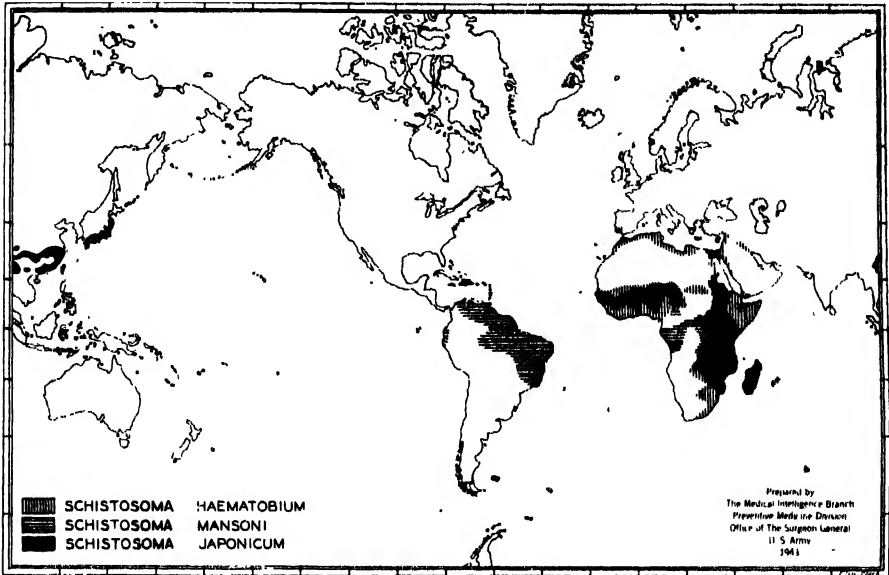 SCHISTOSOMA HAEMATOBIUM
SCHISTOSOMA MANSONI
SCHISTOSOMA JAPONICUM
Prepared by
The Medical Intelligence Branch
Preventive Medicine Division
Office of The Surgeon General
U S Army
1943